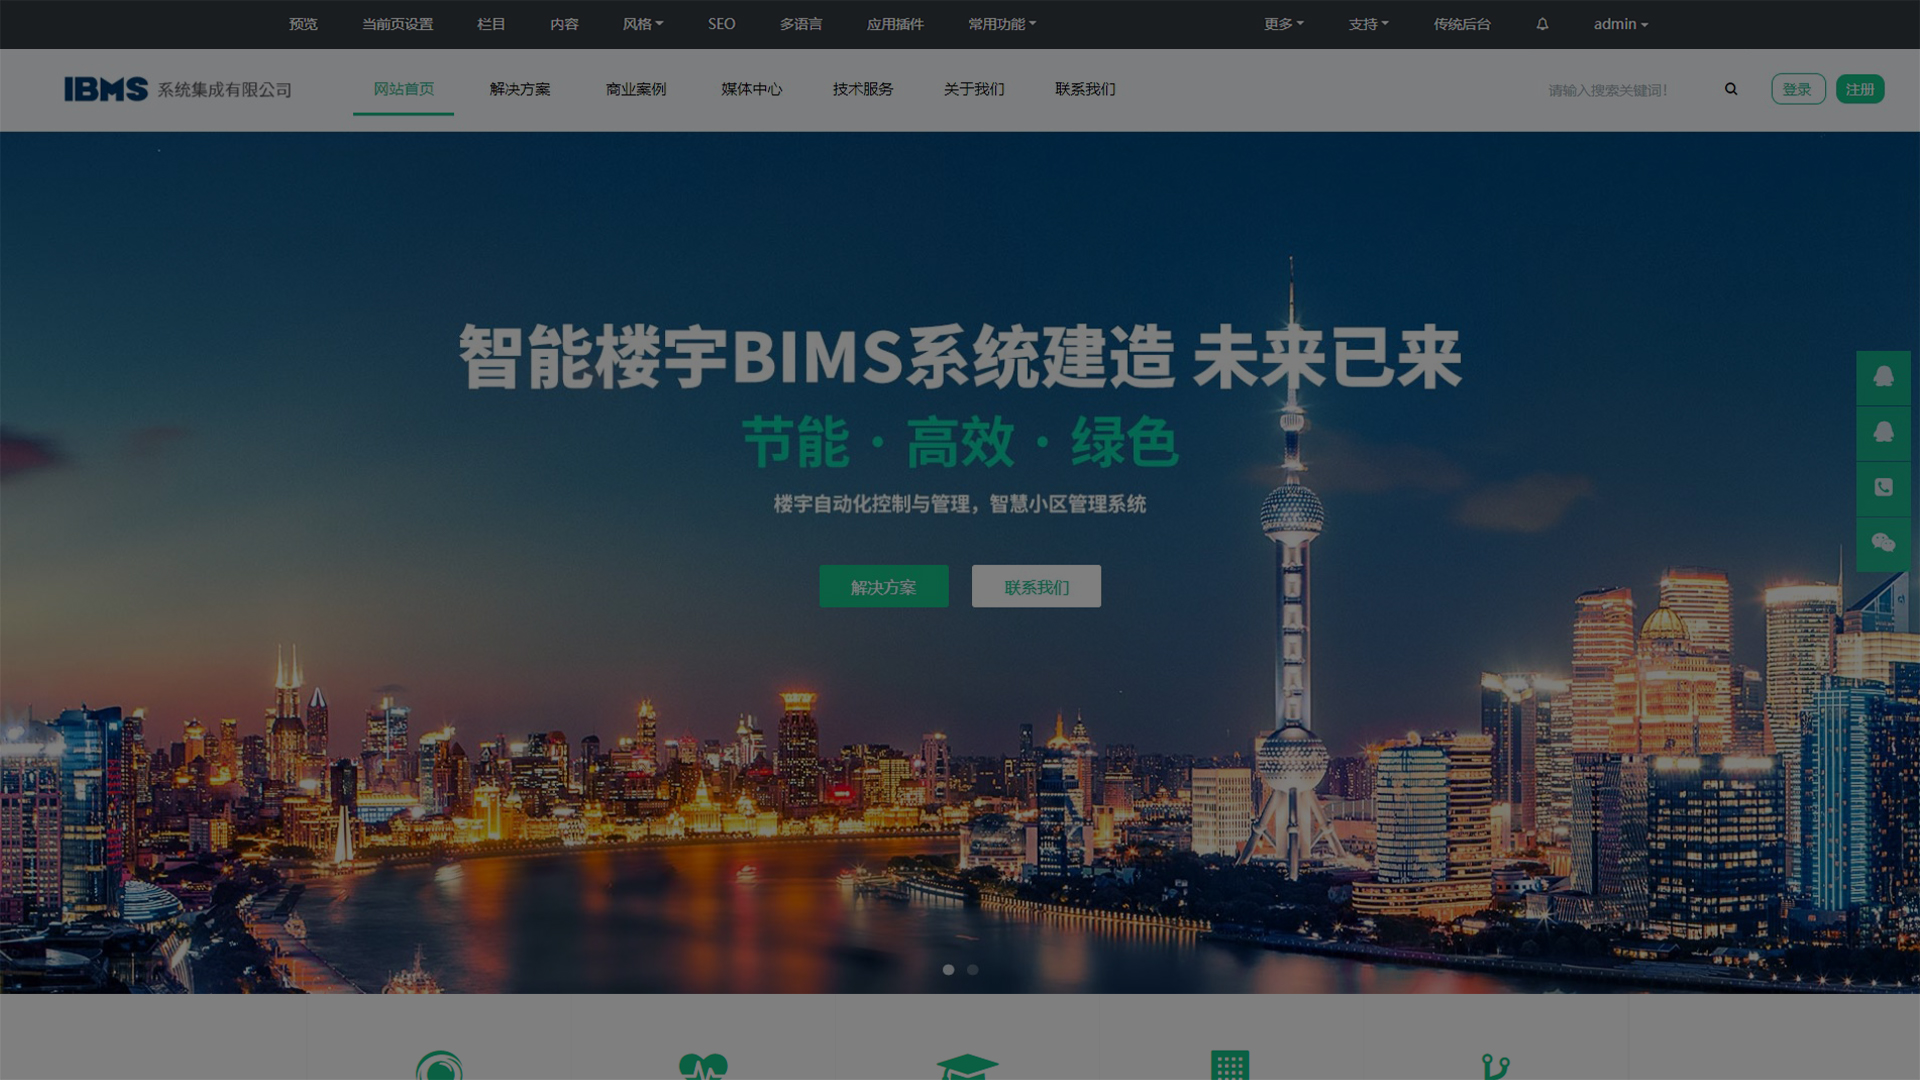 预览 当前页设置 栏目 内容 风格 SEO 多语言 应用插件 常用功能 更多 支持 传统后台 admin
IBMS 系统集成有限公司 网站首页 解决方案 商业案例 媒体中心 技术服务 关于我们 联系我们 请输入搜索关键词! 登录 注册
智能楼宇BIMS系统建造 未来已来
节能·高效·绿色
楼宇自动化控制与管理，智慧小区管理系统
解决方案 联系我们